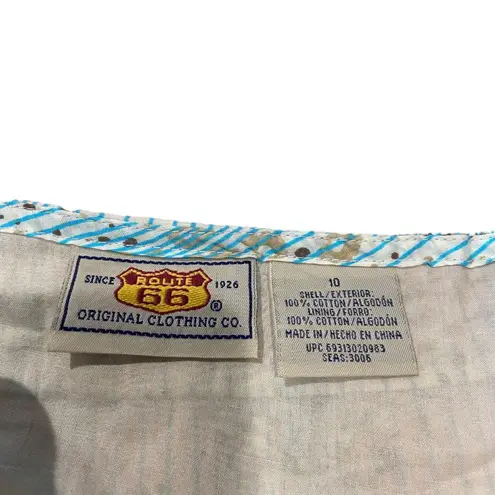 SINCE ROUTE 66 ® 1926
ORIGINAL CLOTHING CO.
10
SHELL/EXTERIOR:
100% COTTON/ALGODÓN
LINING/FORRO:
100% COTTON/ALGODÓN
MADE IN/HECHO EN CHINA
UPC 69313020983
SEAS:3006